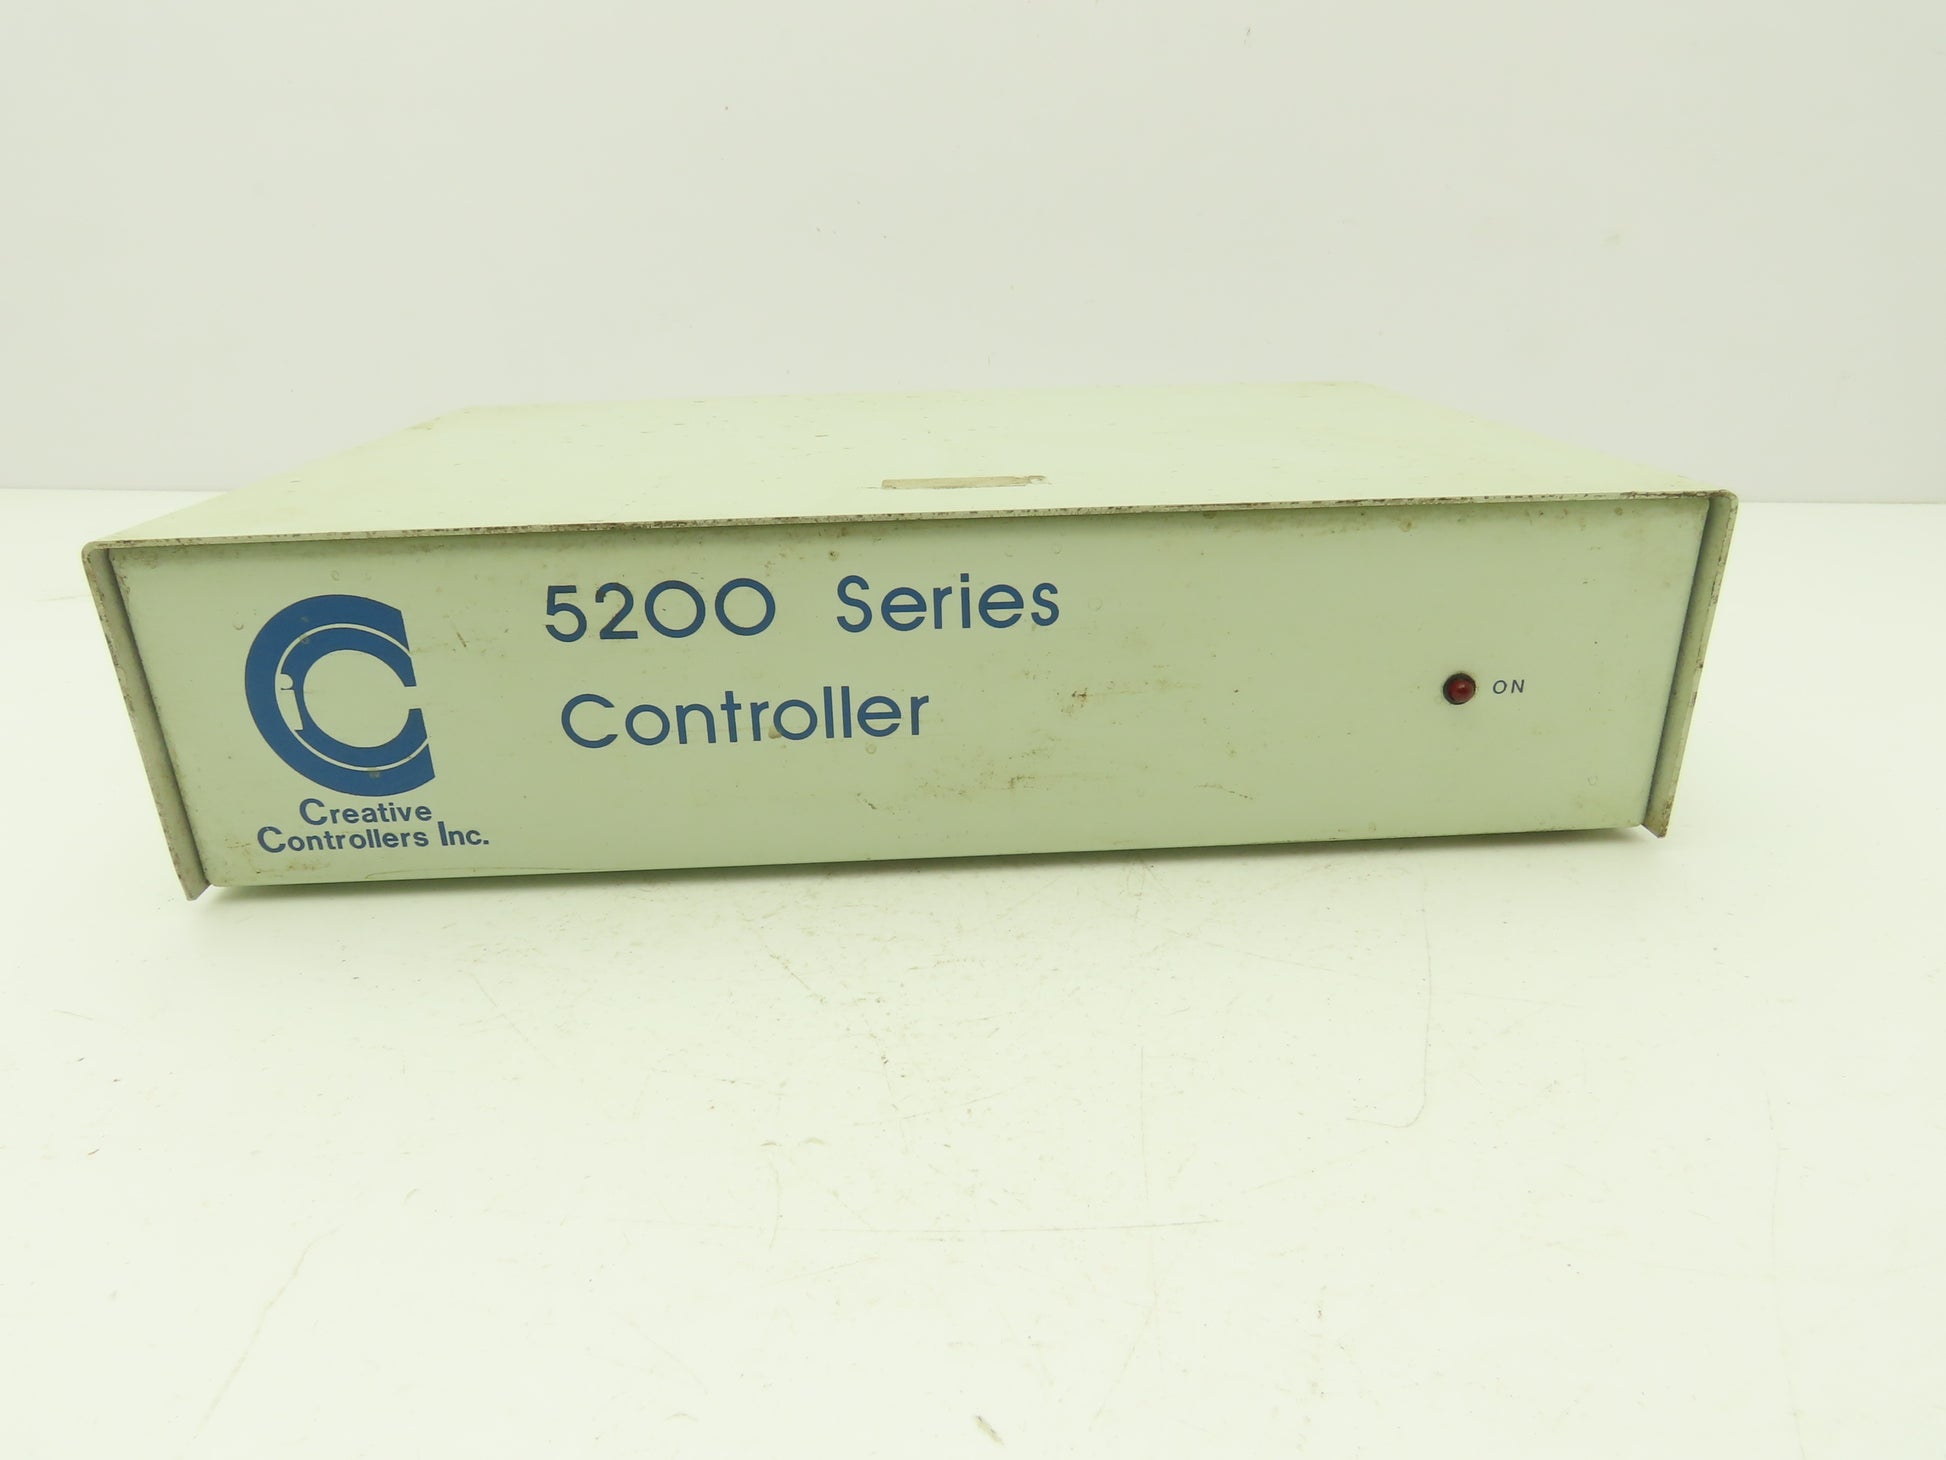 5200 Series
Controller
ON
Creative
Controllers Inc.